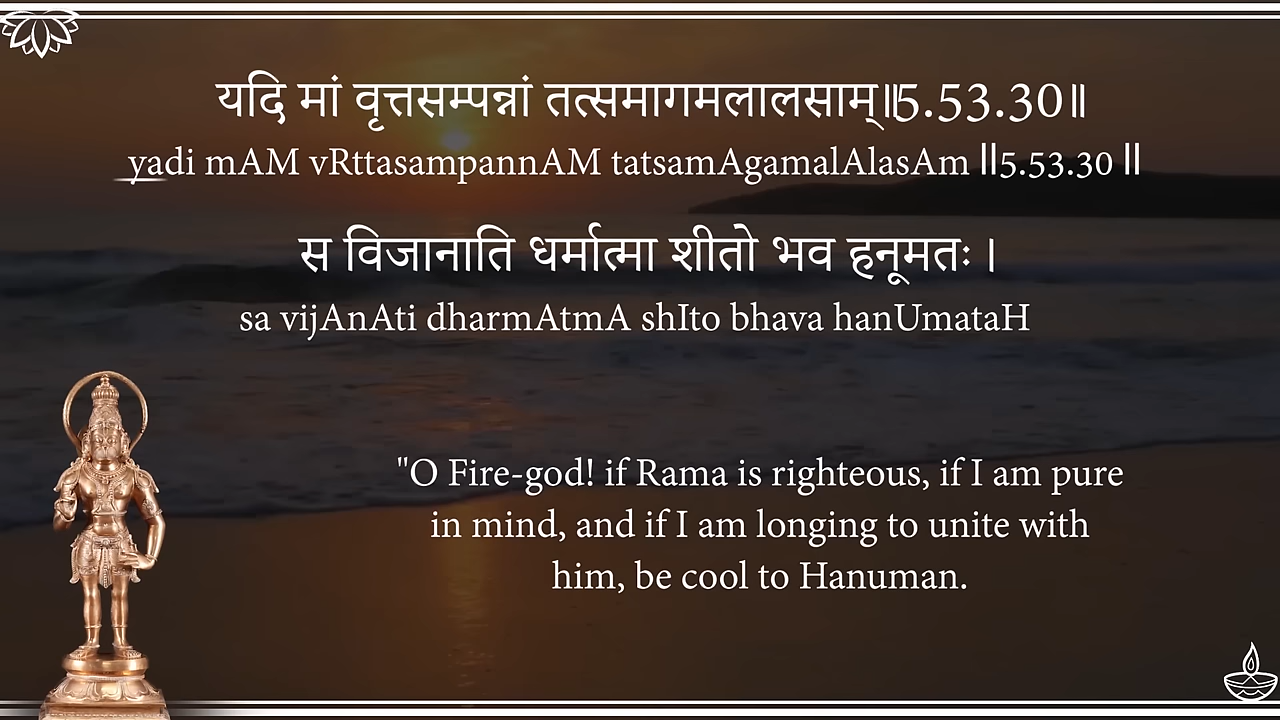 यदि मां वृत्तसम्पन्नां तत्समागमलालसाम्॥5.53.30॥
yadi mAM vRttasampannAM tatsamAgamalAlasAm ॥5.53.30 ॥
स विजानाति धर्मात्मा शीतो भव हनूमतः ।
sa vijAnAti dharmAtmA shIto bhava hanUmataH
"O Fire-god! if Rama is righteous, if I am pure
in mind, and if I am longing to unite with
him, be cool to Hanuman.